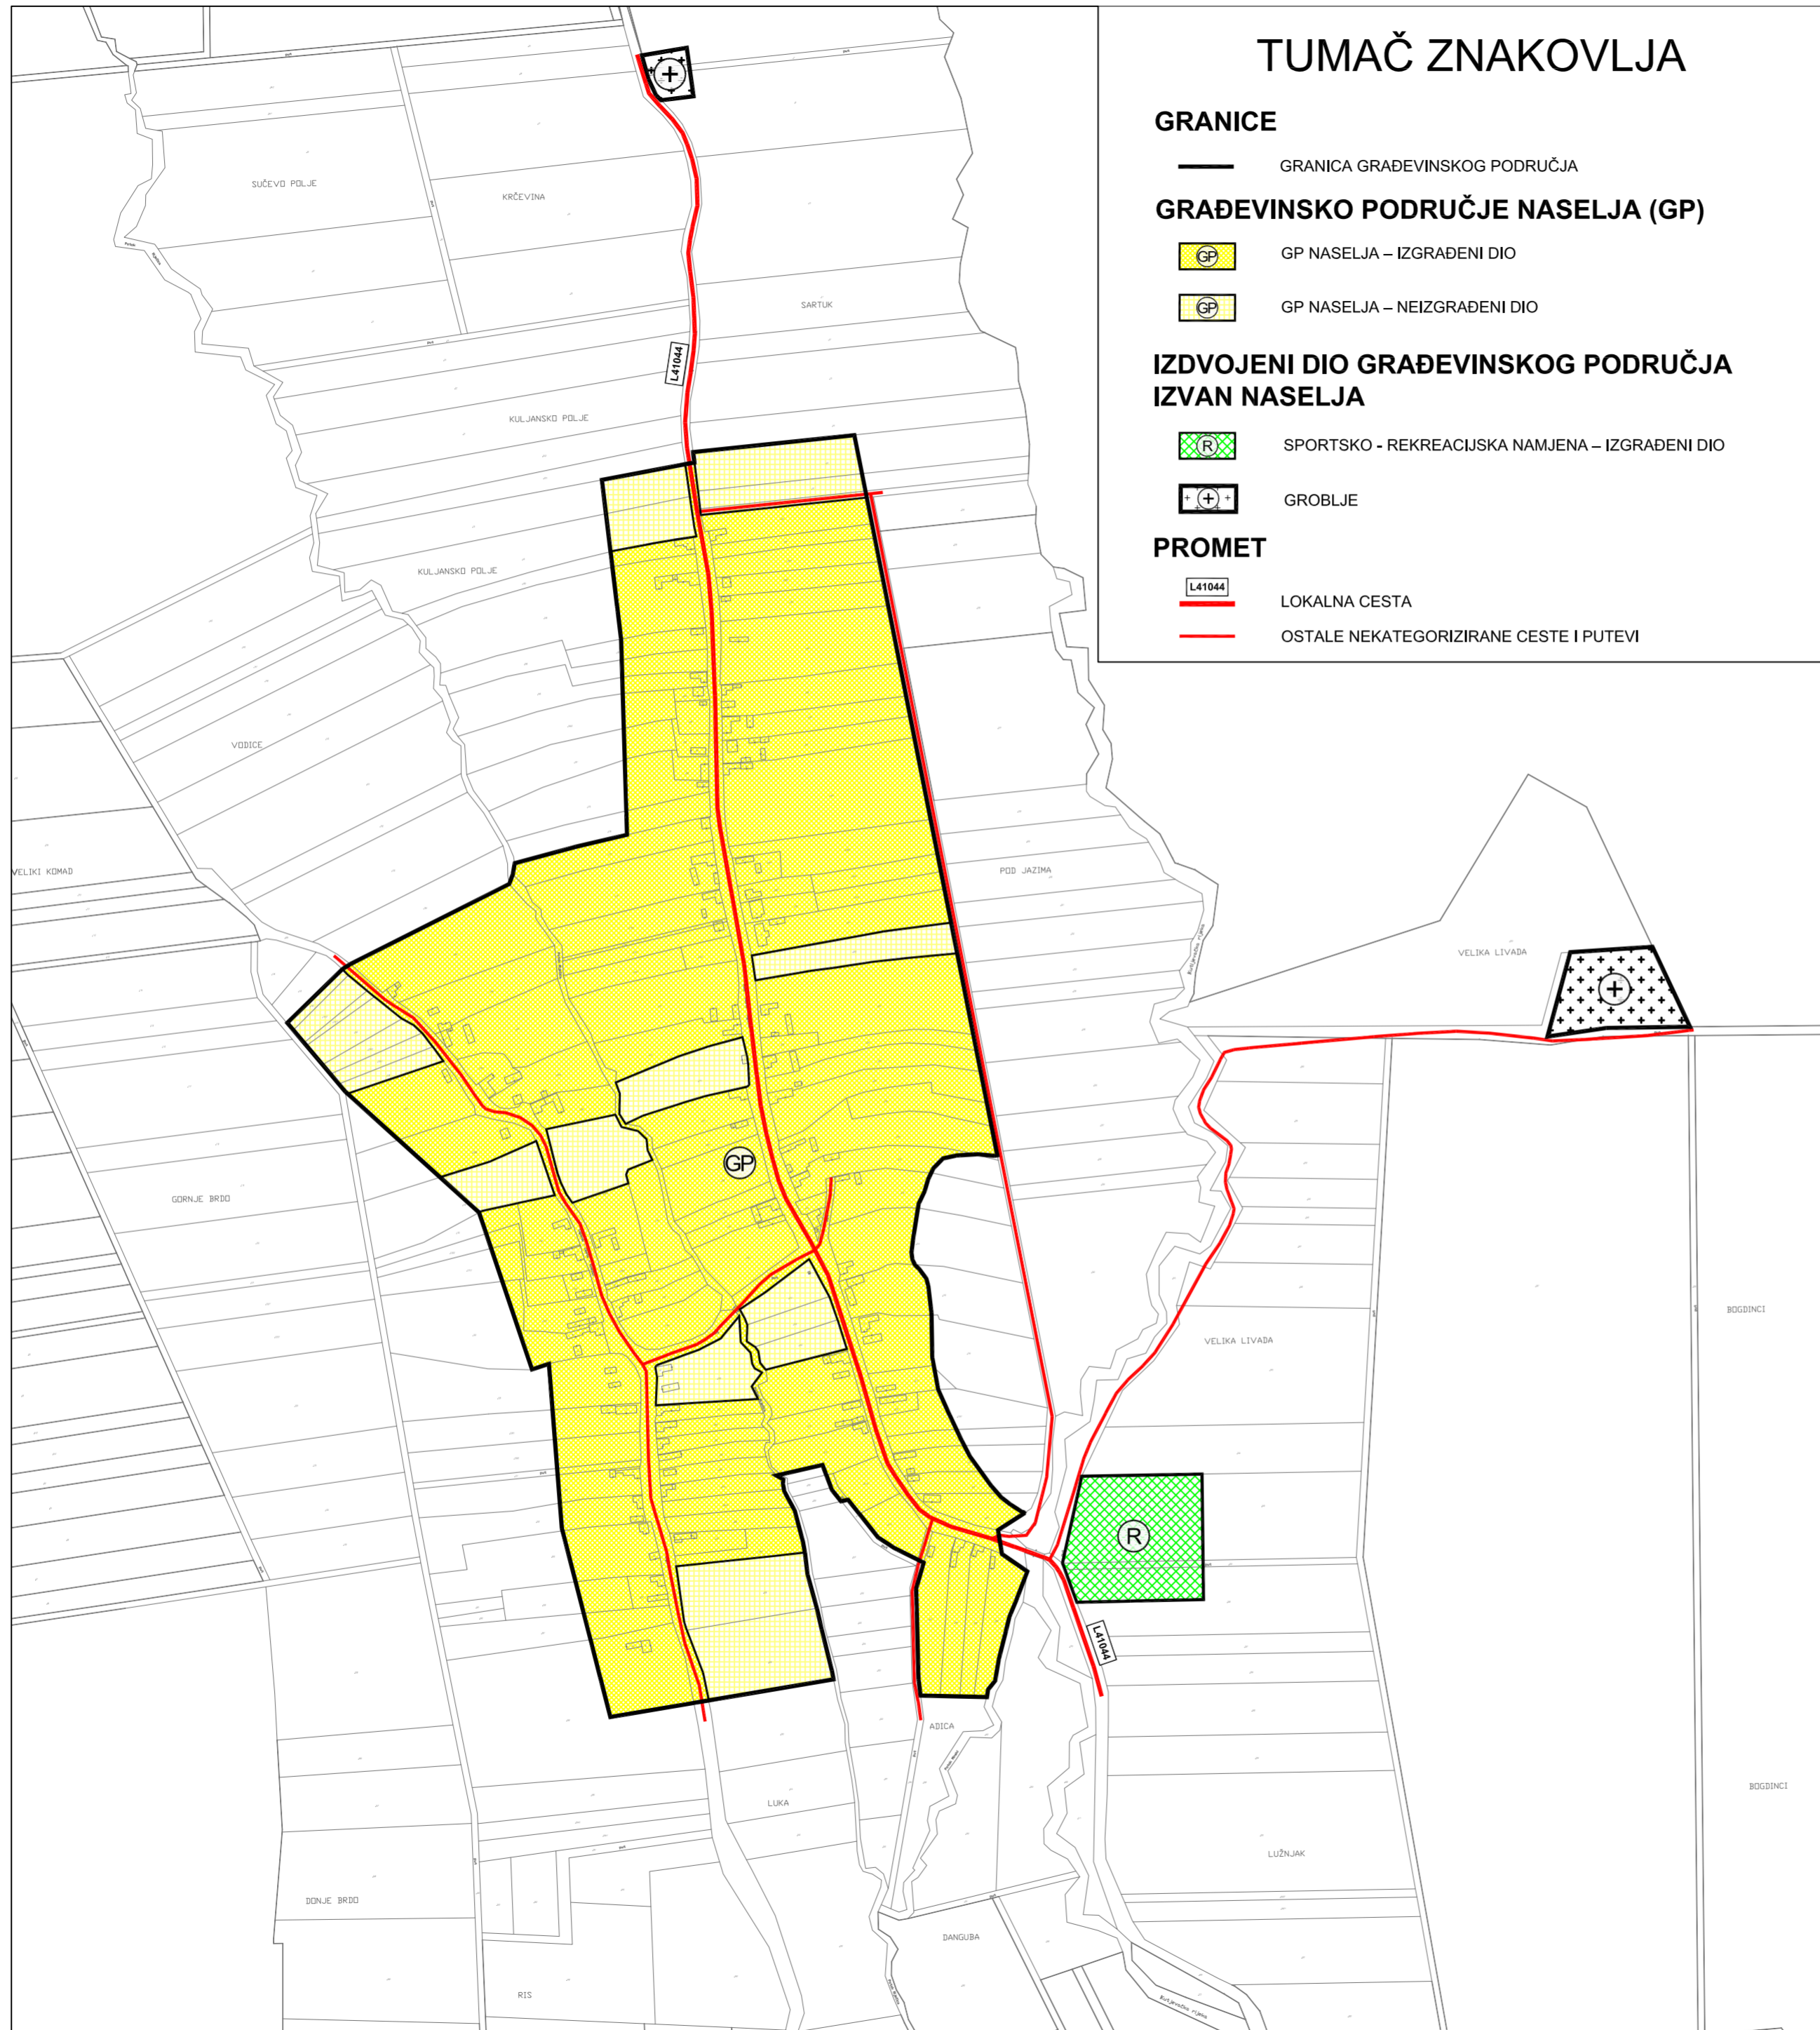 TUMAČ ZNAKOVLJA
GRANICE
GRANICA GRAĐEVINSKOG PODRUČJA
GRAĐEVINSKO PODRUČJE NASELJA (GP)
GP
GP NASELJA – IZGRAĐENI DIO
GP
GP NASELJA – NEIZGRAĐENI DIO
IZDVOJENI DIO GRAĐEVINSKOG PODRUČJA
IZVAN NASELJA
R
SPORTSKO - REKREACIJSKA NAMJENA – IZGRAĐENI DIO
GROBLJE
PROMET
L41044
LOKALNA CESTA
OSTALE NEKATEGORIZIRANE CESTE I PUTEVI
SUČEVO POLJE
KRČEVINA
SARTUK
L41044
KULJANSKO POLJE
KULJANSKO POLJE
VODICE
VELIKI KOMAD
POD JAZIMA
VELIKA LIVADA
GP
GORNJE BRDO
BOGDINCI
VELIKA LIVADA
R
L41044
ADICA
BOGDINCI
LUKA
LUŽNJAK
DONJE BRDO
DANGUBA
RIS